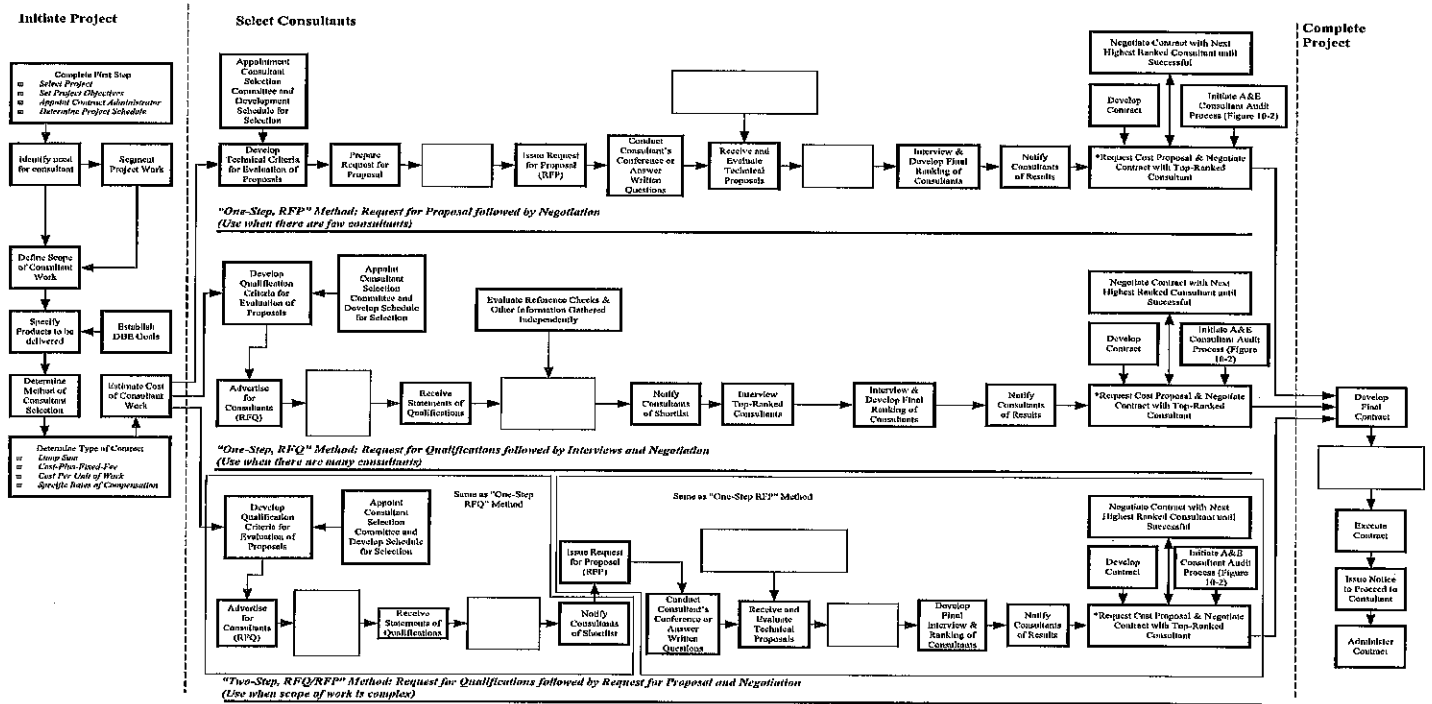 Initiate Project
Complete First Step
Select Project
Set Project Objectives
Appoint Contract Administrator
Determine Project Schedule
Identify need
for consultant
Segment
Project Work
Define Scope
of Consultant
Work
Specify
Products to be
delivered
Establish
DBE Goals
Determine
Method of
Consultant
Selection
Estimate Cost
of Consultant
Work
Determine Type of Contract
Lump Sum
Cost-Plus-Fixed-Fee
Cost Per Unit of Work
Specific Rates of Compensation
Select Consultants
Appointment
Consultant
Selection
Committee and
Development
Schedule for
Selection
Develop
Technical Criteria
for Evaluation of
Proposals
Prepare
Request for
Proposal
Issue Request
for Proposal
(RFP)
Conduct
Consultant's
Conference or
Answer
Written
Questions
Receive and
Evaluate
Technical
Proposals
Interview &
Develop Final
Ranking of
Consultants
Notify
Consultants
of Results
Negotiate Contract with Next
Highest Ranked Consultant until
Successful
Develop
Contract
Initiate A&E
Consultant Audit
Process (Figure 10-2)
*Request Cost Proposal & Negotiate
Contract with Top-Ranked
Consultant
"One-Step, RFP" Method: Request for Proposal followed by Negotiation
(Use when there are few consultants)
Develop
Qualification
Criteria for
Evaluation of
Proposals
Appoint
Consultant
Selection
Committee and
Develop Schedule
for Selection
Evaluate Reference Checks &
Other Information Gathered
Independently
Advertise
for
Consultants
(RFQ)
Receive
Statements of
Qualifications
Notify
Consultants
of Shortlist
Interview
Top-Ranked
Consultants
Interview &
Develop Final
Ranking of
Consultants
Notify
Consultants
of Results
Negotiate Contract with Next
Highest Ranked Consultant until
Successful
Develop
Contract
Initiate A&E
Consultant Audit
Process (Figure
10-2)
*Request Cost Proposal & Negotiate
Contract with Top-Ranked
Consultant
"One-Step, RFQ" Method: Request for Qualifications followed by Interviews and Negotiation
(Use when there are many consultants)
Develop
Qualification
Criteria for
Evaluation of
Proposals
Appoint
Consultant
Selection
Committee and
Develop Schedule
for Selection
Same as "One-Step
RFQ" Method
Same as "One-Step RFP" Method
Advertise
for
Consultants
(RFQ)
Receive
Statements of
Qualifications
Notify
Consultants
of Shortlist
Issue Request
for Proposal
(RFP)
Conduct
Consultant's
Conference or
Answer
Written
Questions
Receive and
Evaluate
Technical
Proposals
Develop
Final
Interview &
Ranking of
Consultants
Notify
Consultants
of Results
Negotiate Contract with Next
Highest Ranked Consultant until
Successful
Develop
Contract
Initiate A&E
Consultant Audit
Process (Figure
10-2)
*Request Cost Proposal & Negotiate
Contract with Top-Ranked
Consultant
"Two-Step, RFQ/RFP" Method: Request for Qualifications followed by Request for Proposal and Negotiation
(Use when scope of work is complex)
Complete
Project
Develop
Final
Contract
Execute
Contract
Issue Notice
to Proceed to
Consultant
Administer
Contract